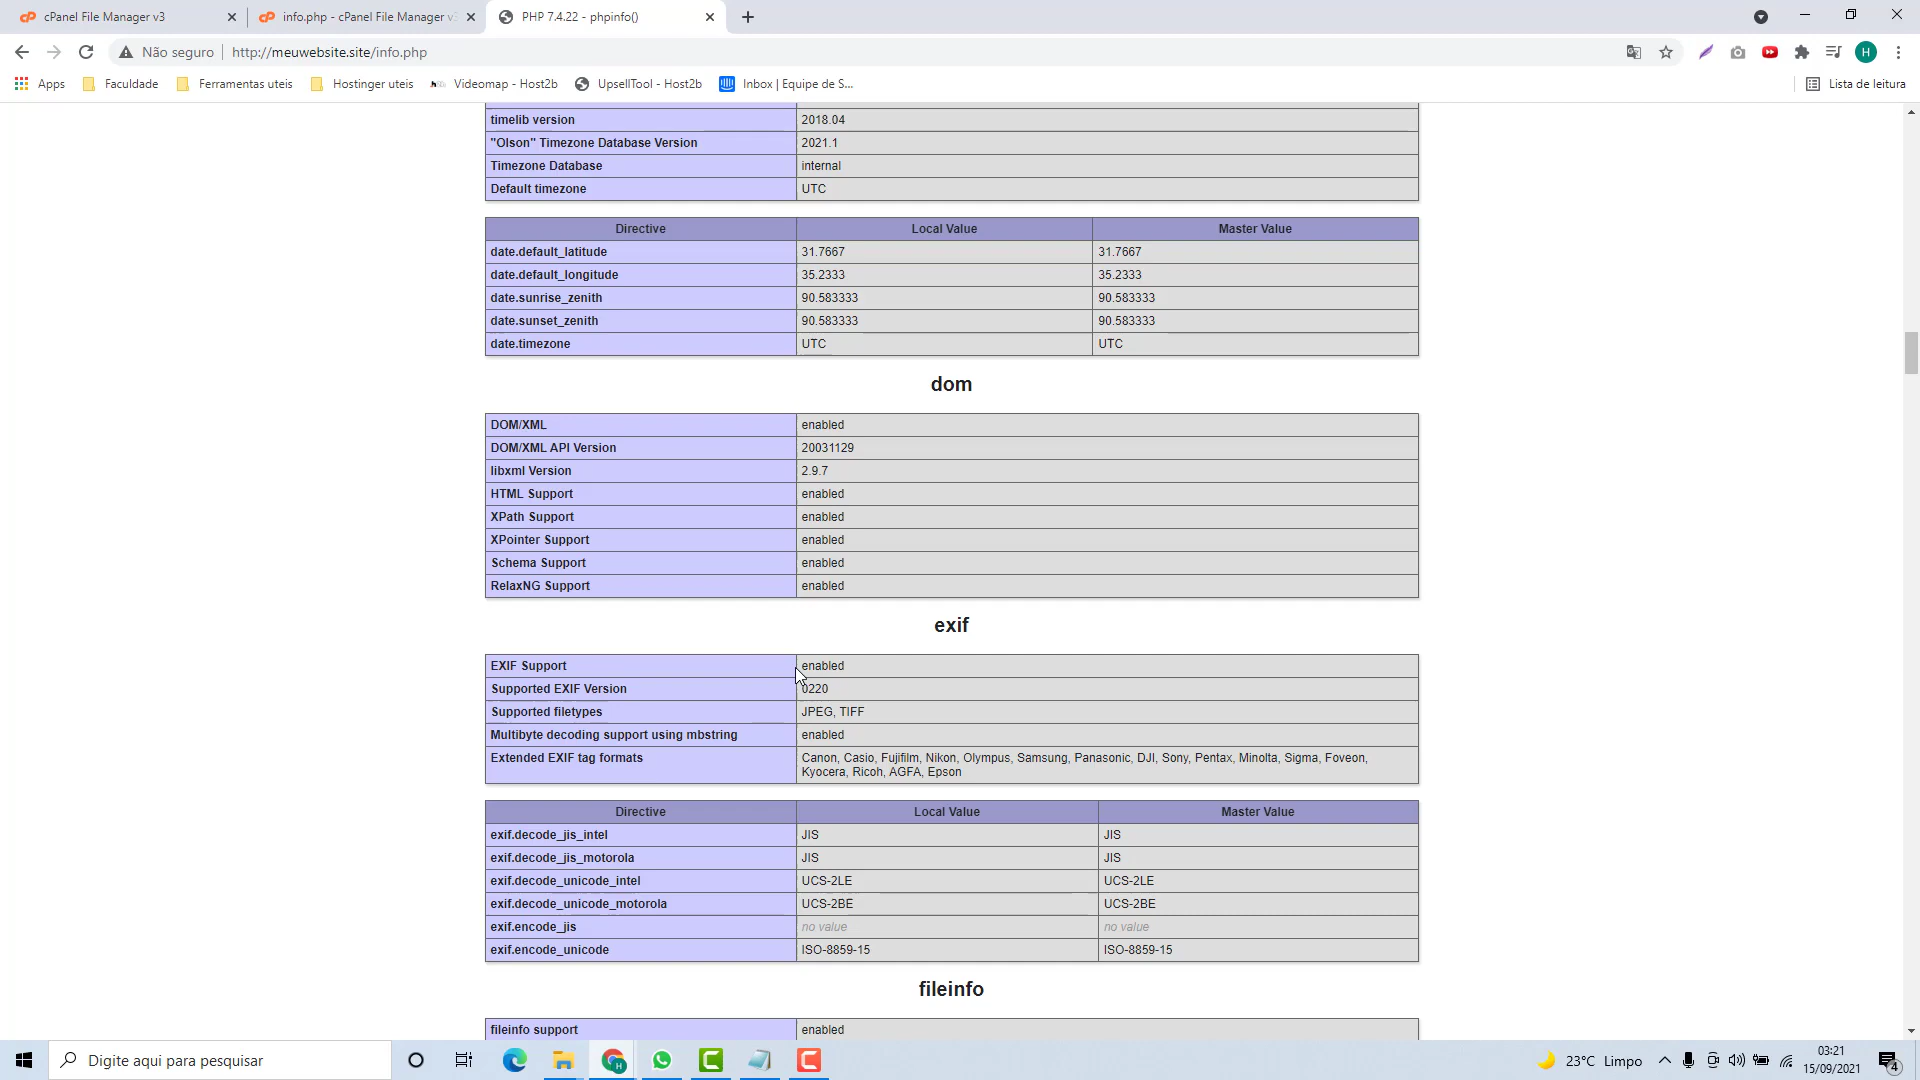 cPanel File Manager v3
info.php - cPanel File Manager v3
PHP 7.4.22 - phpinfo()
Não seguro
http://meuwebsite.site/info.php
H
Apps
Faculdade
Ferramentas uteis
Hostinger uteis
Videomap - Host2b
UpsellTool - Host2b
Inbox | Equipe de S...
Lista de leitura
timelib version 2018.04
"Olson" Timezone Database Version 2021.1
Timezone Database internal
Default timezone UTC
Directive Local Value Master Value
date.default_latitude 31.7667 31.7667
date.default_longitude 35.2333 35.2333
date.sunrise_zenith 90.583333 90.583333
date.sunset_zenith 90.583333 90.583333
date.timezone UTC UTC
dom
DOM/XML enabled
DOM/XML API Version 20031129
libxml Version 2.9.7
HTML Support enabled
XPath Support enabled
XPointer Support enabled
Schema Support enabled
RelaxNG Support enabled
exif
EXIF Support enabled
Supported EXIF Version 0220
Supported filetypes JPEG, TIFF
Multibyte decoding support using mbstring enabled
Extended EXIF tag formats Canon, Casio, Fujifilm, Nikon, Olympus, Samsung, Panasonic, DJI, Sony, Pentax, Minolta, Sigma, Foveon,
Kyocera, Ricoh, AGFA, Epson
Directive Local Value Master Value
exif.decode_jis_intel JIS JIS
exif.decode_jis_motorola JIS JIS
exif.decode_unicode_intel UCS-2LE UCS-2LE
exif.decode_unicode_motorola UCS-2BE UCS-2BE
exif.encode_jis no value no value
exif.encode_unicode ISO-8859-15 ISO-8859-15
fileinfo
fileinfo support enabled
Digite aqui para pesquisar
23°C Limpo
03:21
15/09/2021
4